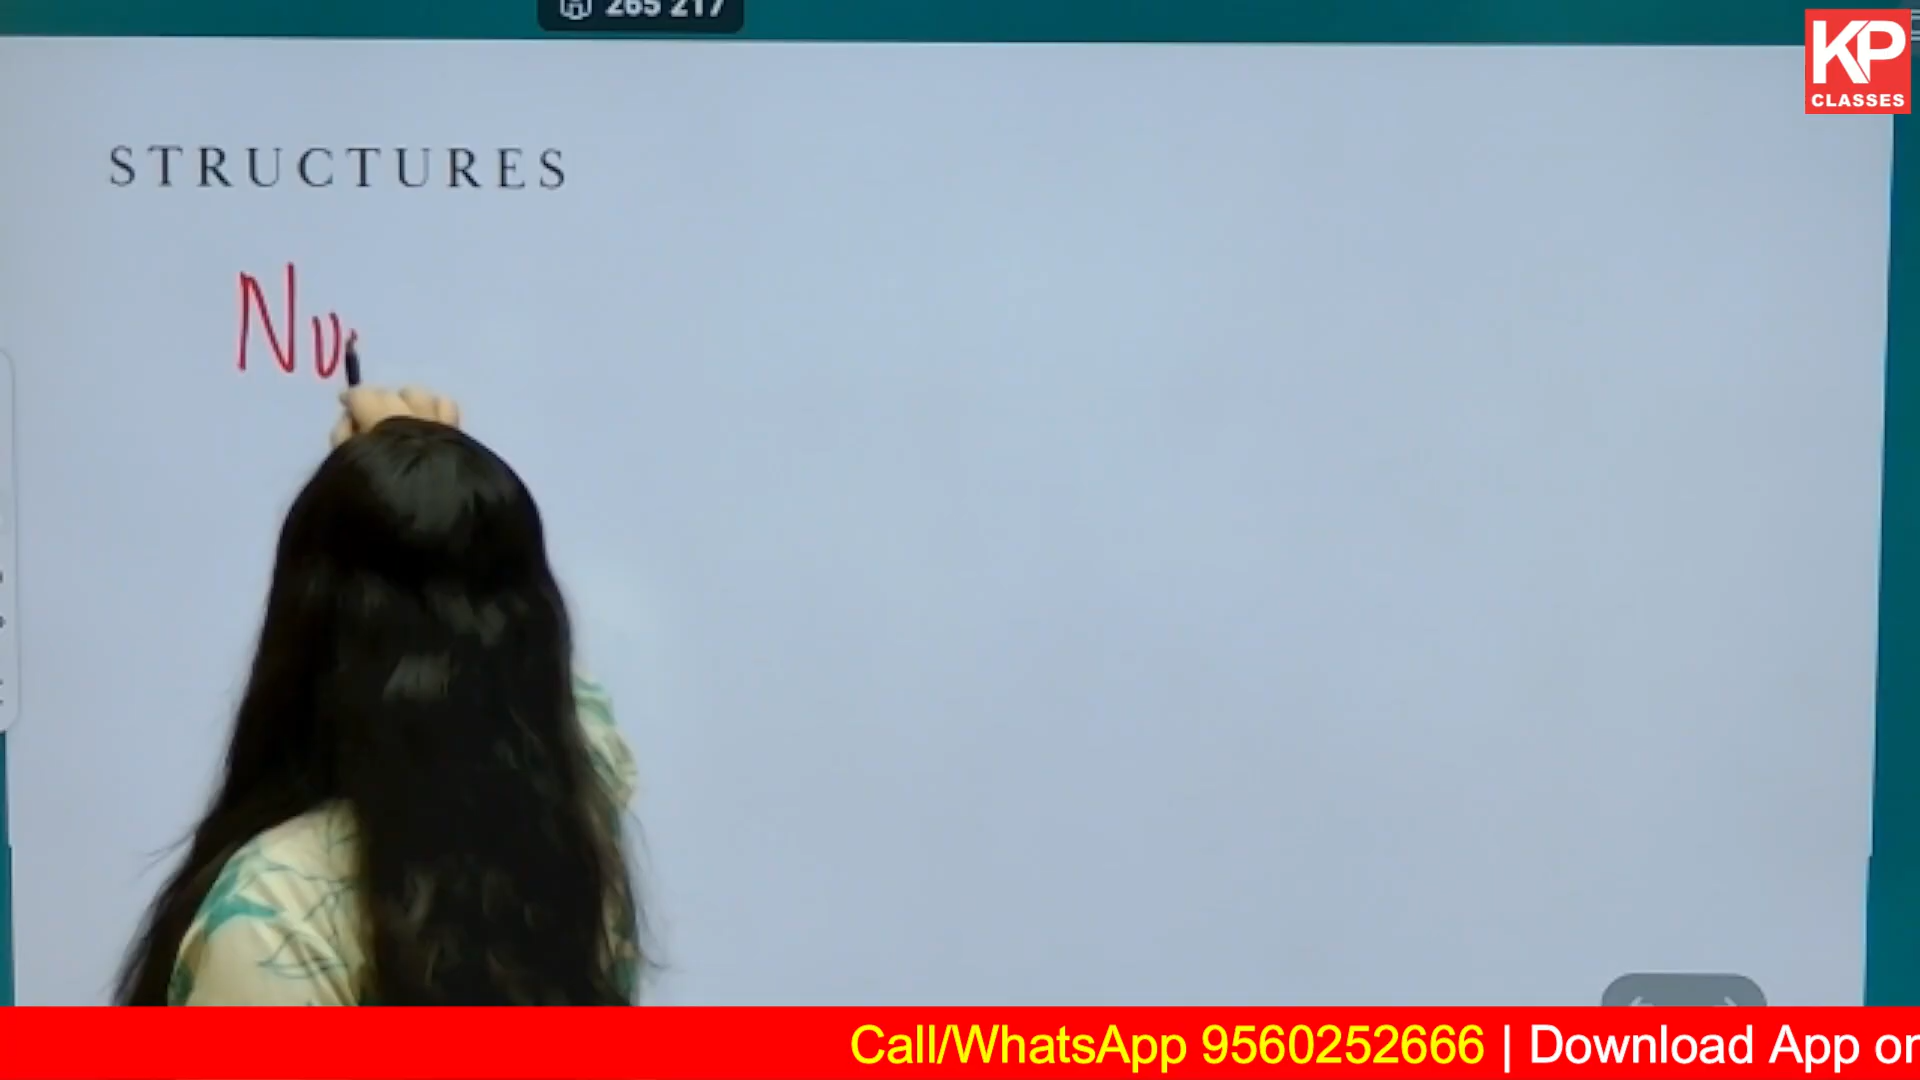 265 217
KP
CLASSES
STRUCTURES
Nu
Call/WhatsApp 9560252666 | Download App or